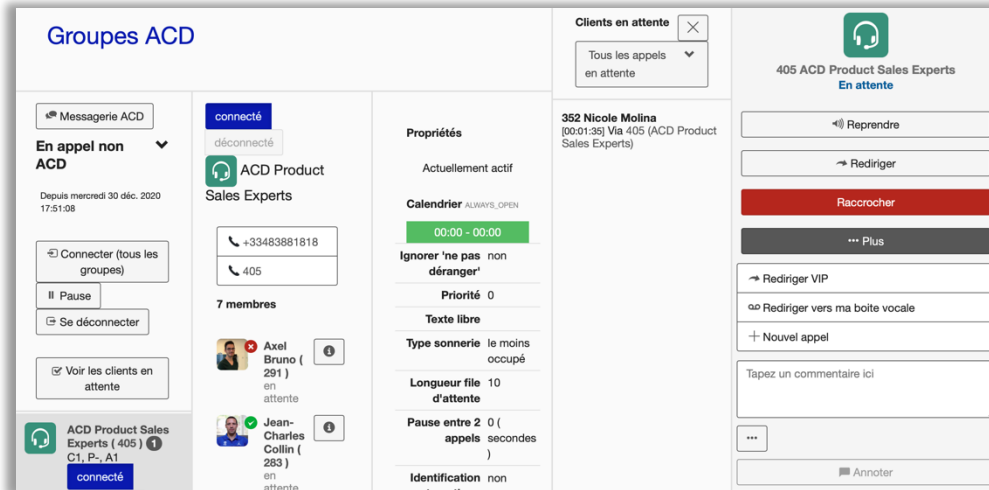 Groupes ACD
Messagerie ACD
En appel non
ACD
Depuis mercredi 30 déc. 2020
17:51:08
Connecter (tous les
groupes)
Pause
Se déconnecter
Voir les clients en
attente
ACD Product Sales
Experts ( 405 ) 1
C1, P-, A1
connecté
connecté
déconnecté
ACD Product
Sales Experts
+33483881818
405
7 membres
Axel
Bruno (
291 )
en
attente
Jean-
Charles
Collin (
283 )
en
attente
Propriétés
Actuellement actif
Calendrier ALWAYS_OPEN
00:00 - 00:00
Ignorer 'ne pas non
déranger'
Priorité 0
Texte libre
Type sonnerie le moins
occupé
Longueur file 10
d'attente
Pause entre 2 0 (
appels secondes
)
Identification non
Clients en attente
Tous les appels
en attente
352 Nicole Molina
[00:01:35] Via 405 (ACD Product
Sales Experts)
405 ACD Product Sales Experts
En attente
Reprendre
Rediriger
Raccrocher
••• Plus
Rediriger VIP
Rediriger vers ma boite vocale
Nouvel appel
Tapez un commentaire ici
•••
Annoter